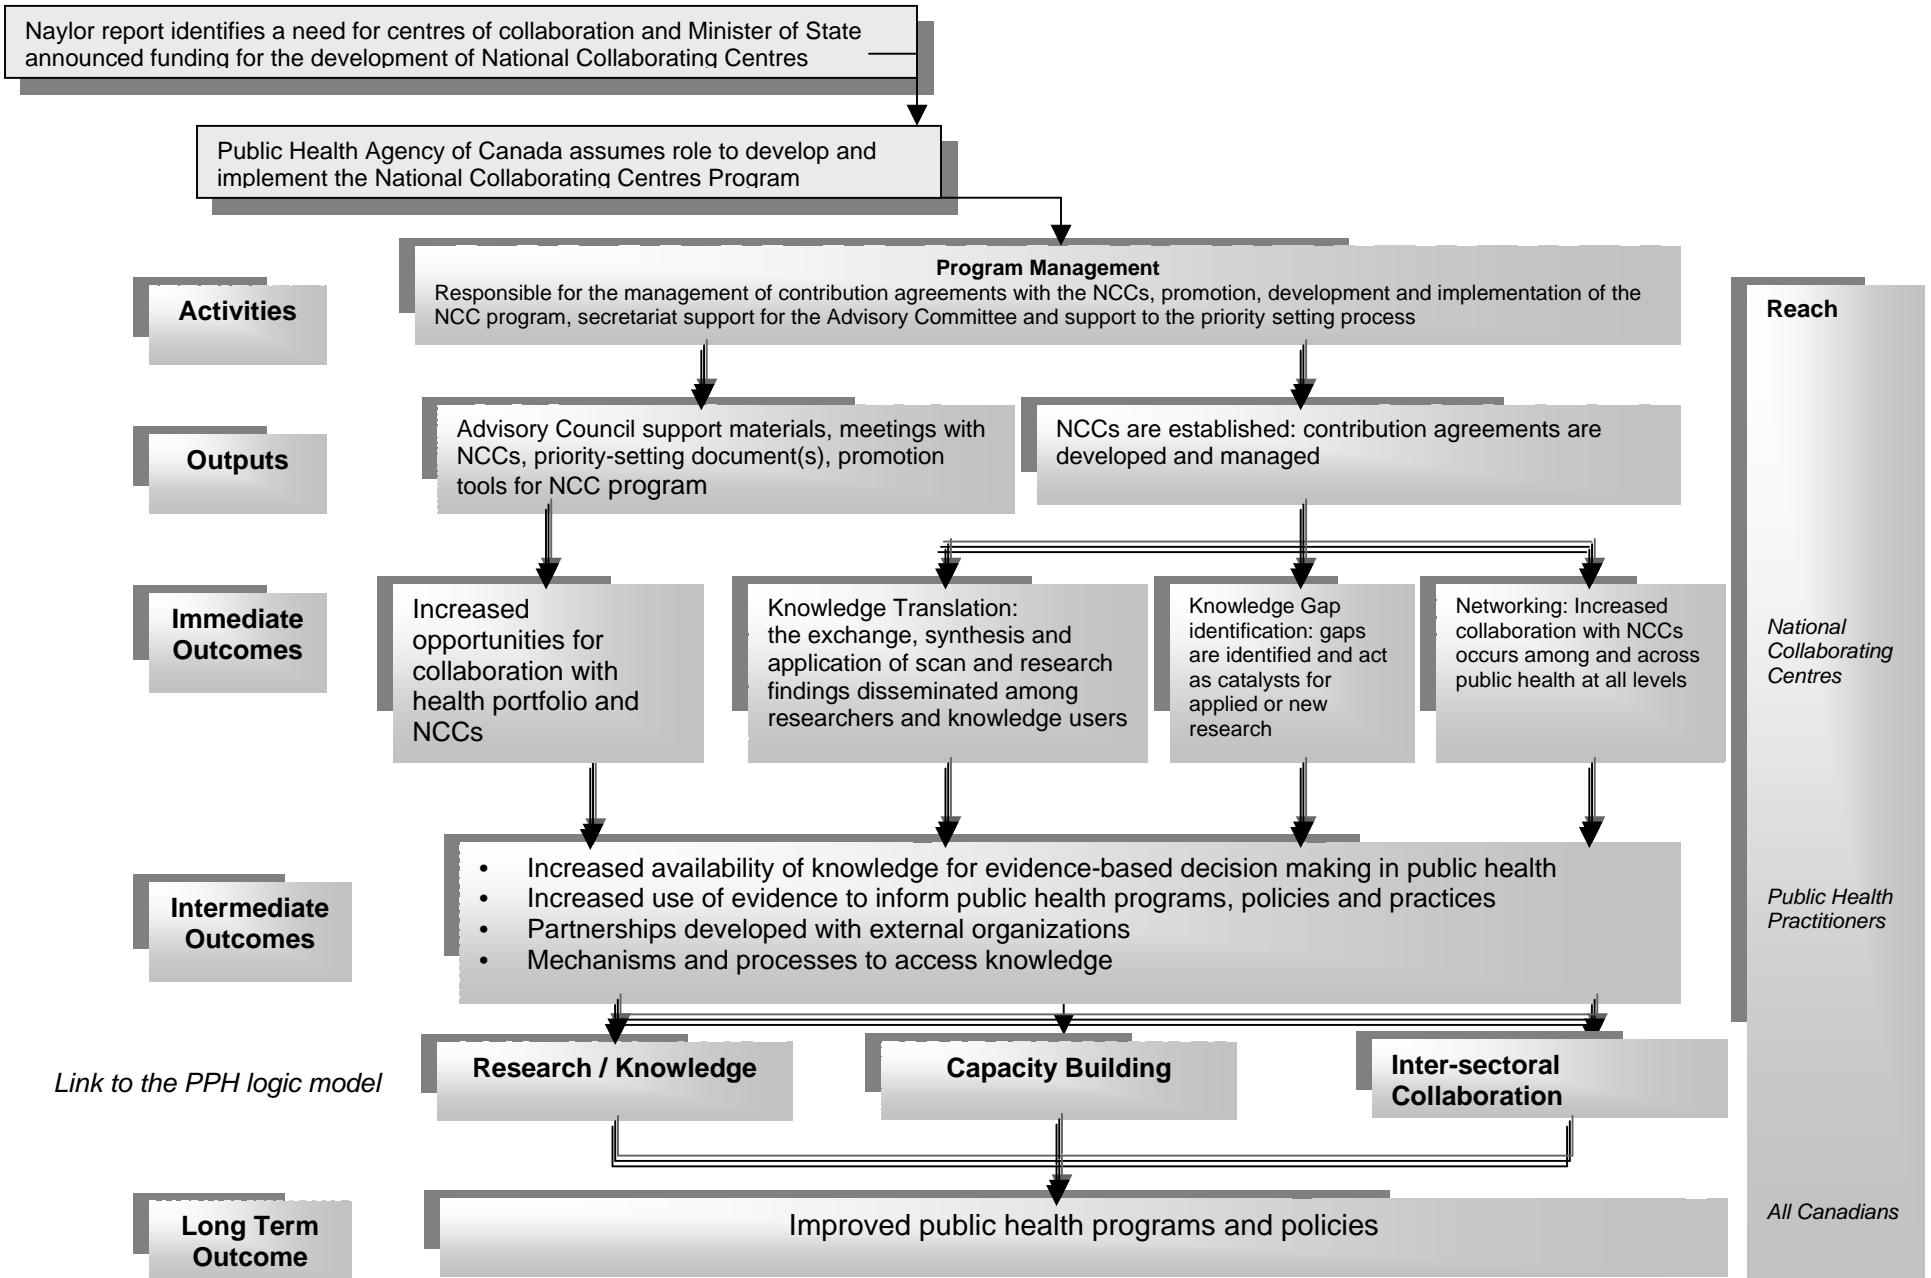 Naylor report identifies a need for centres of collaboration and Minister of State
announced funding for the development of National Collaborating Centres
Public Health Agency of Canada assumes role to develop and
implement the National Collaborating Centres Program
Activities
Program Management
Responsible for the management of contribution agreements with the NCCs, promotion, development and implementation of the
NCC program, secretariat support for the Advisory Committee and support to the priority setting process
Reach
Outputs
Advisory Council support materials, meetings with
NCCs, priority-setting document(s), promotion
tools for NCC program
NCCs are established: contribution agreements are
developed and managed
Immediate
Outcomes
Increased
opportunities for
collaboration with
health portfolio and
NCCs
Knowledge Translation:
the exchange, synthesis and
application of scan and research
findings disseminated among
researchers and knowledge users
Knowledge Gap
identification: gaps
are identified and act
as catalysts for
applied or new
research
Networking: Increased
collaboration with NCCs
occurs among and across
public health at all levels
National
Collaborating
Centres
Intermediate
Outcomes
• Increased availability of knowledge for evidence-based decision making in public health
• Increased use of evidence to inform public health programs, policies and practices
• Partnerships developed with external organizations
• Mechanisms and processes to access knowledge
Public Health
Practitioners
Link to the PPH logic model
Research / Knowledge
Capacity Building
Inter-sectoral
Collaboration
Long Term
Outcome
Improved public health programs and policies
All Canadians